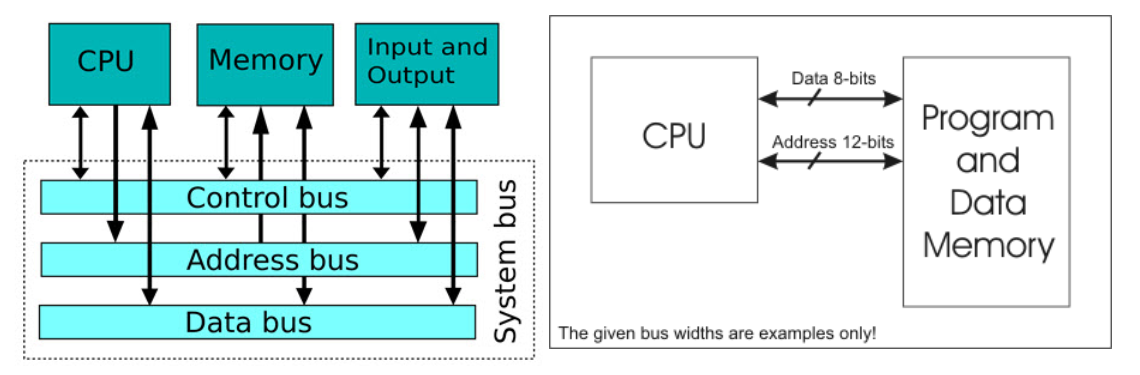 CPU
Memory
Input and
Output
Control bus
Address bus
Data bus
System bus
CPU
Data 8-bits
Address 12-bits
Program
and
Data
Memory
The given bus widths are examples only!